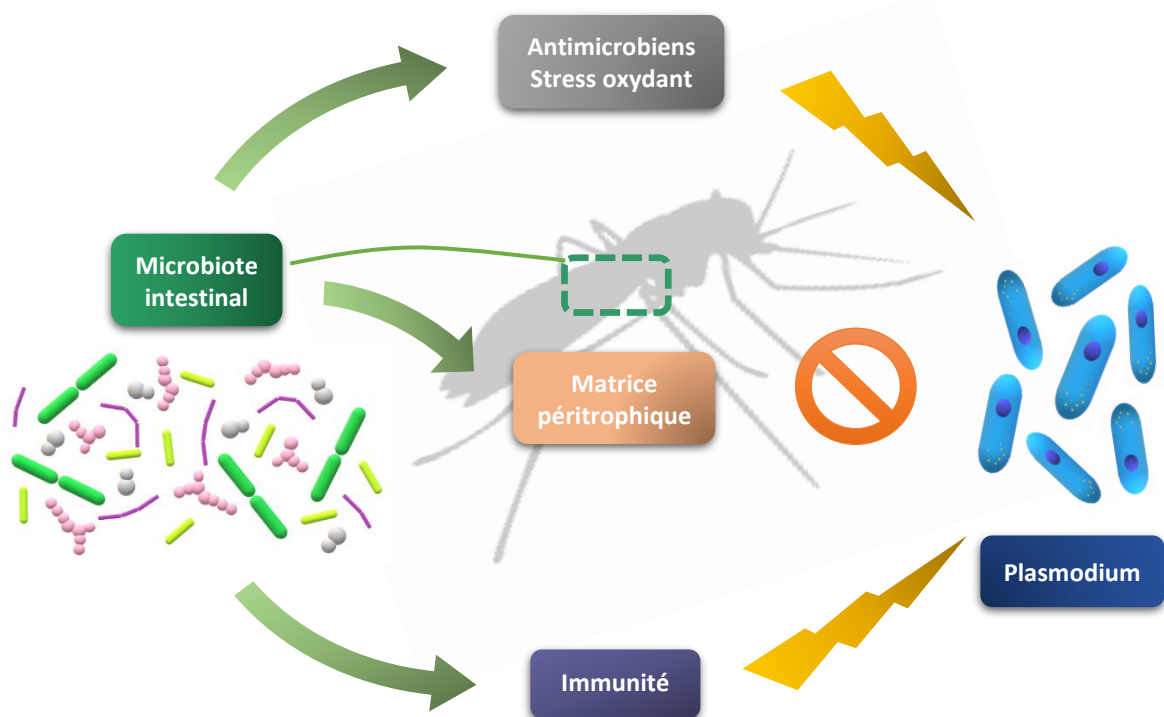 Antimicrobiens
Stress oxydant
Microbiote
intestinal
Matrice
péritrophique
Plasmodium
Immunité